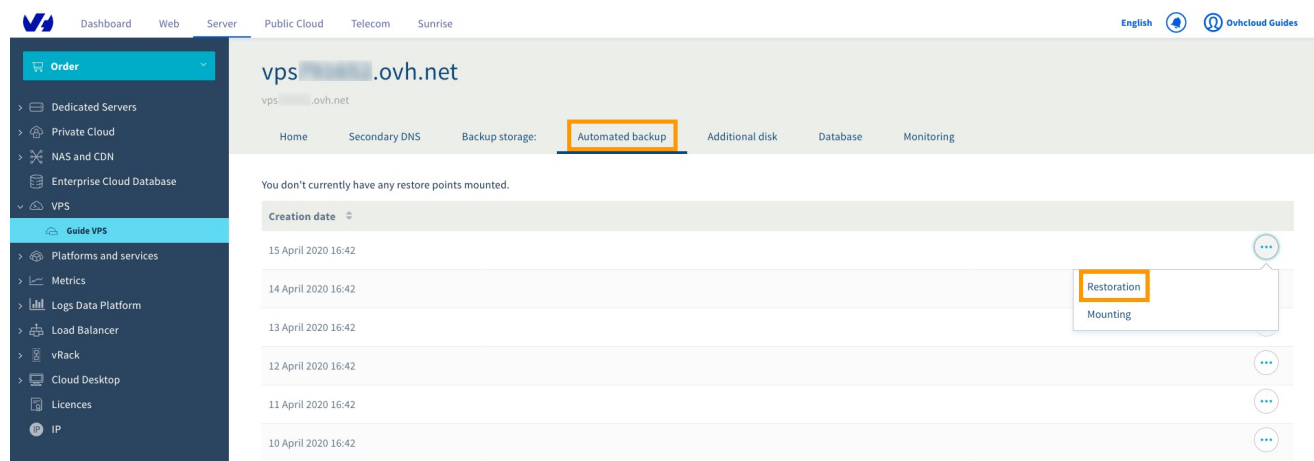 Dashboard Web Server Public Cloud Telecom Sunrise English Ovhcloud Guides
Order
Dedicated Servers
Private Cloud
NAS and CDN
Enterprise Cloud Database
VPS
Guide VPS
Platforms and services
Metrics
Logs Data Platform
Load Balancer
vRack
Cloud Desktop
Licences
IP IP
vps .ovh.net
vps .ovh.net
Home Secondary DNS Backup storage: Automated backup Additional disk Database Monitoring
You don't currently have any restore points mounted.
Creation date
15 April 2020 16:42
14 April 2020 16:42
13 April 2020 16:42
12 April 2020 16:42
11 April 2020 16:42
10 April 2020 16:42
Restoration
Mounting